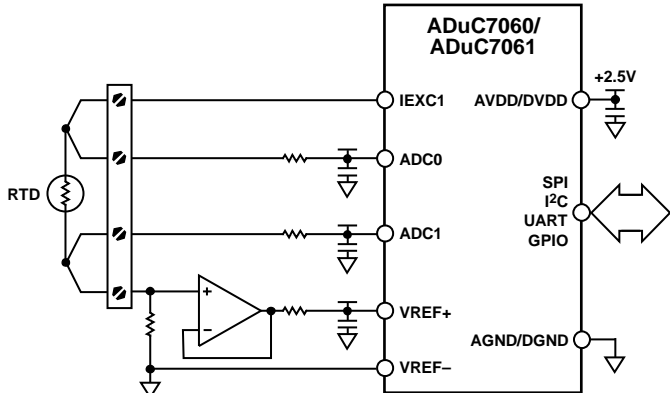 ADuC7060/
ADuC7061
+2.5V
IEXC1
AVDD/DVDD
ADC0
RTD
SPI
I²C
UART
GPIO
ADC1
+
−
VREF+
AGND/DGND
VREF–